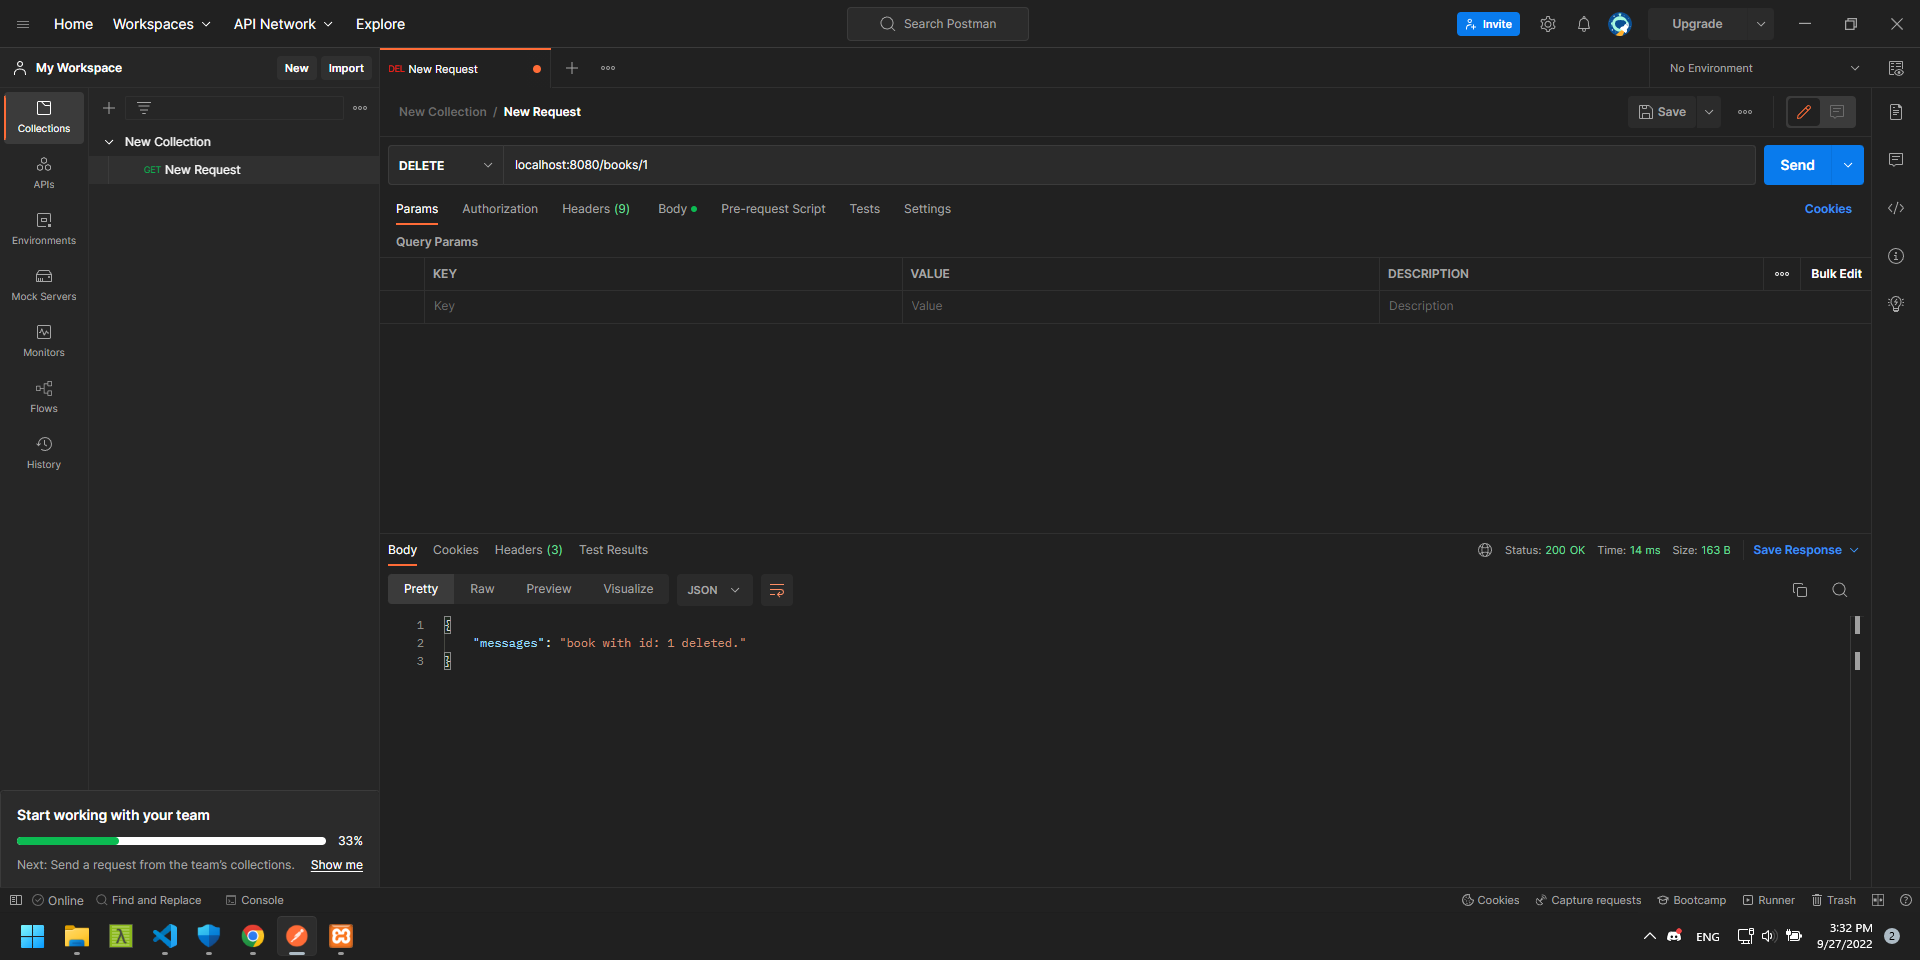 Home Workspaces API Network Explore Search Postman Invite Upgrade
My Workspace New Import
DEL New Request No Environment
Collections
APIs
Environments
Mock Servers
Monitors
Flows
History
New Collection
GET New Request
New Collection / New Request Save
DELETE localhost:8080/books/1 Send
Params Authorization Headers (9) Body Pre-request Script Tests Settings Cookies
Query Params
KEY VALUE DESCRIPTION Bulk Edit
Key Value Description
Body Cookies Headers (3) Test Results Status: 200 OK Time: 14 ms Size: 163 B Save Response
Pretty Raw Preview Visualize JSON
1 {
2 "messages": "book with id: 1 deleted."
3 }
Start working with your team
33%
Next: Send a request from the team's collections. Show me
Online Find and Replace Console Cookies Capture requests Bootcamp Runner Trash
ENG 3:32 PM
9/27/2022 2